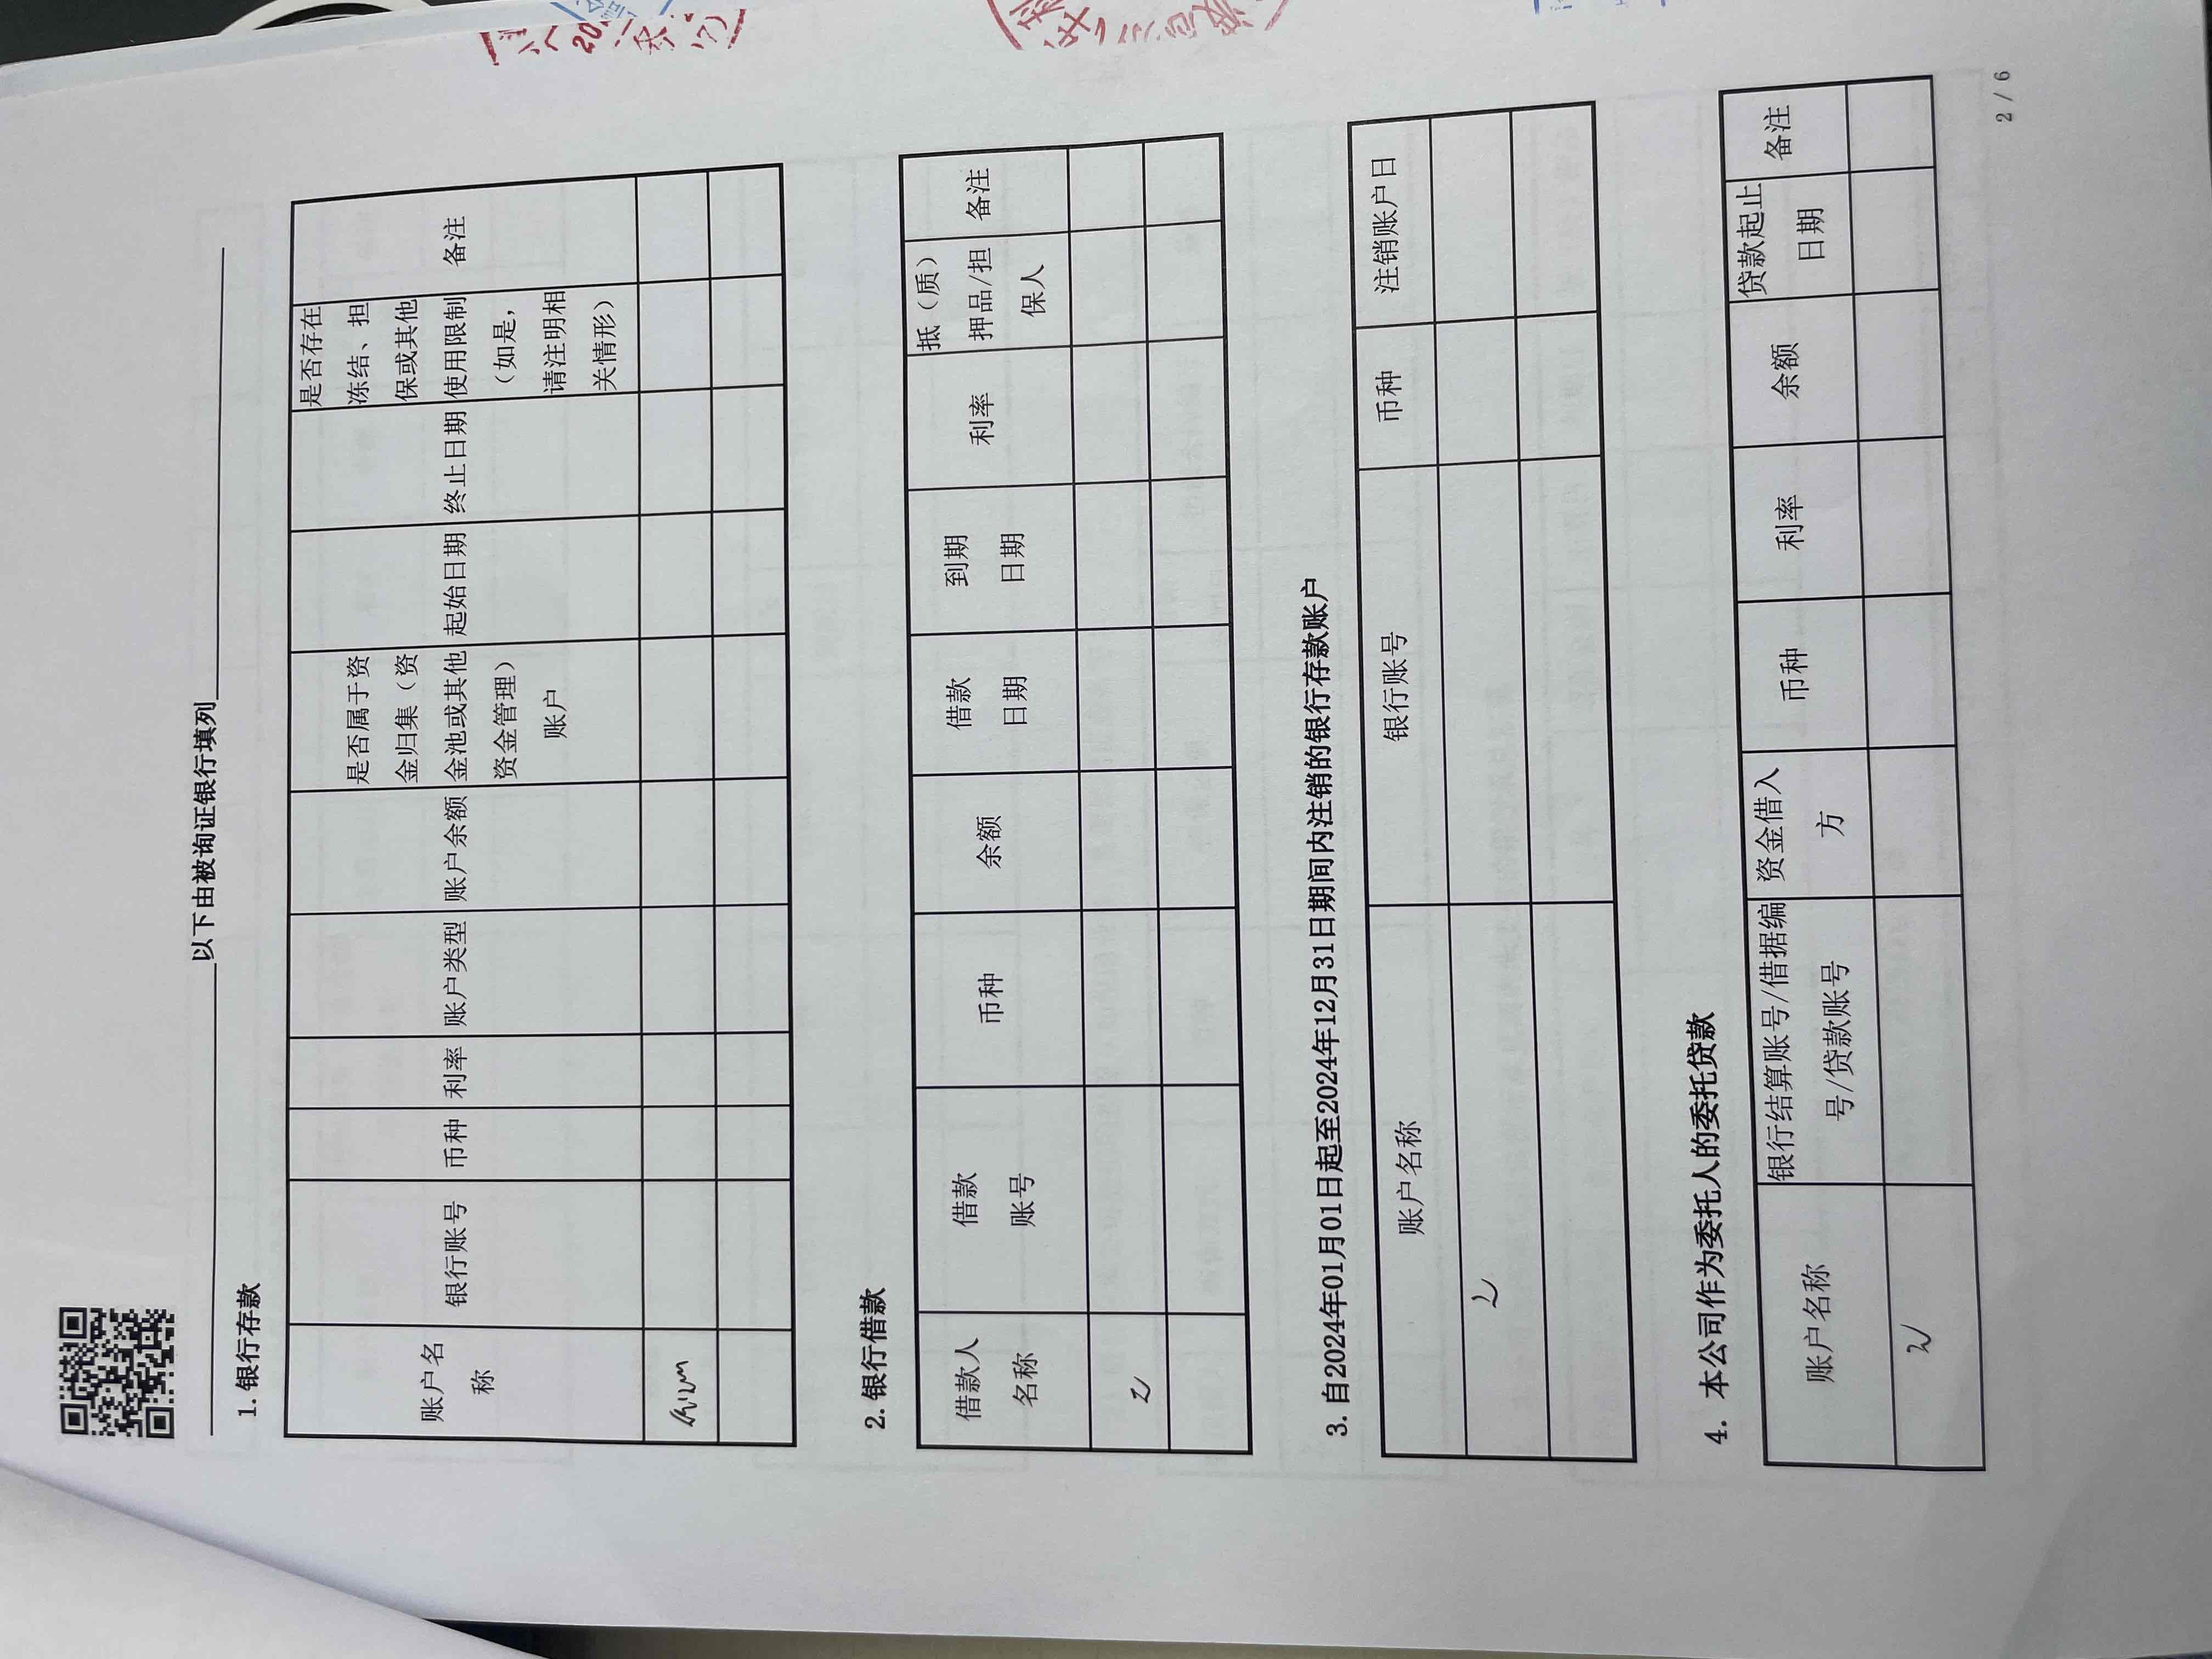 以下由被询证银行填列
1.银行存款
账户名称 银行账号 币种 利率 账户类型 账户余额 是否属于资金归集（资金池或其他资金管理）账户 起始日期 终止日期 是否存在冻结、担保或其他使用限制（如是，请注明相关情形） 备注
2.银行借款
借款人名称 借款账号 币种 余额 借款日期 到期日期 利率 抵（质）押品/担保人 备注
3.自2024年01月01日起至2024年12月31日期间内注销的银行存款账户
账户名称 银行账号 币种 注销账户日
4. 本公司作为委托人的委托贷款
账户名称 银行结算账号/借据编号/贷款账号 资金借入方 币种 利率 余额 贷款起止日期 备注
2 / 6